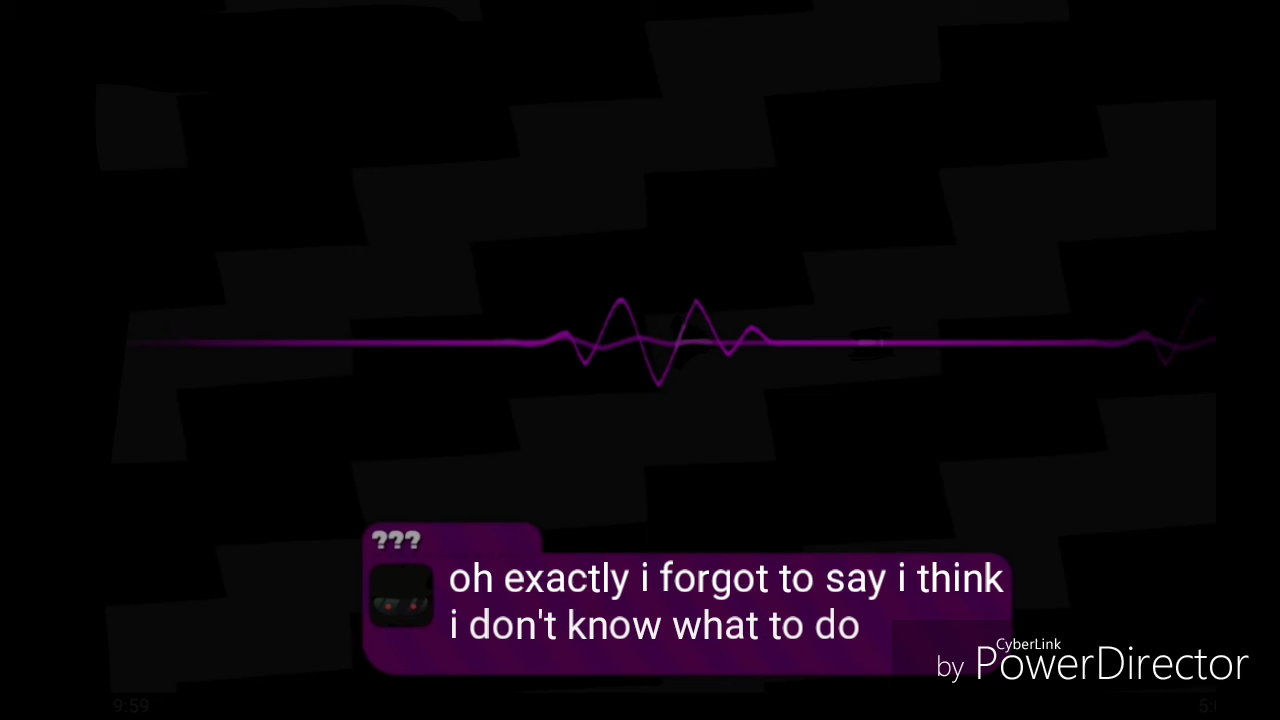 ???
oh exactly i forgot to say i think
i don't know what to do
CyberLink
by PowerDirector
9:59